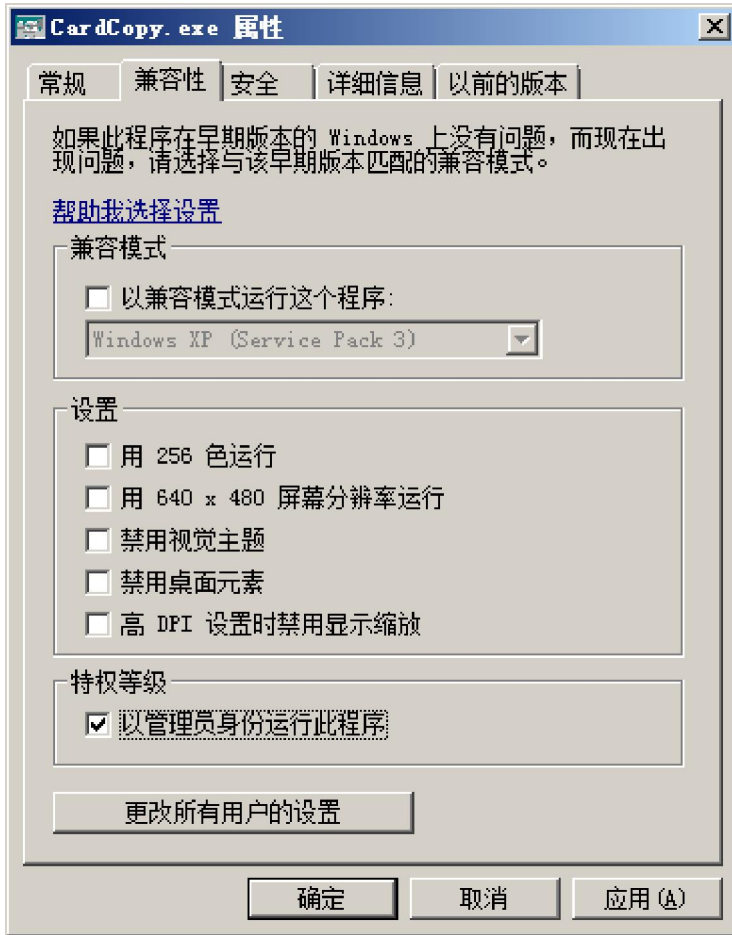 CardCopy.exe 属性
常规 兼容性 安全 详细信息 以前的版本
如果此程序在早期版本的 Windows 上没有问题，而现在出
现问题，请选择与该早期版本匹配的兼容模式。
帮助我选择设置
兼容模式
以兼容模式运行这个程序:
Windows XP (Service Pack 3)
设置
用 256 色运行
用 640 x 480 屏幕分辨率运行
禁用视觉主题
禁用桌面元素
高 DPI 设置时禁用显示缩放
特权等级
以管理员身份运行此程序
更改所有用户的设置
确定 取消 应用(A)